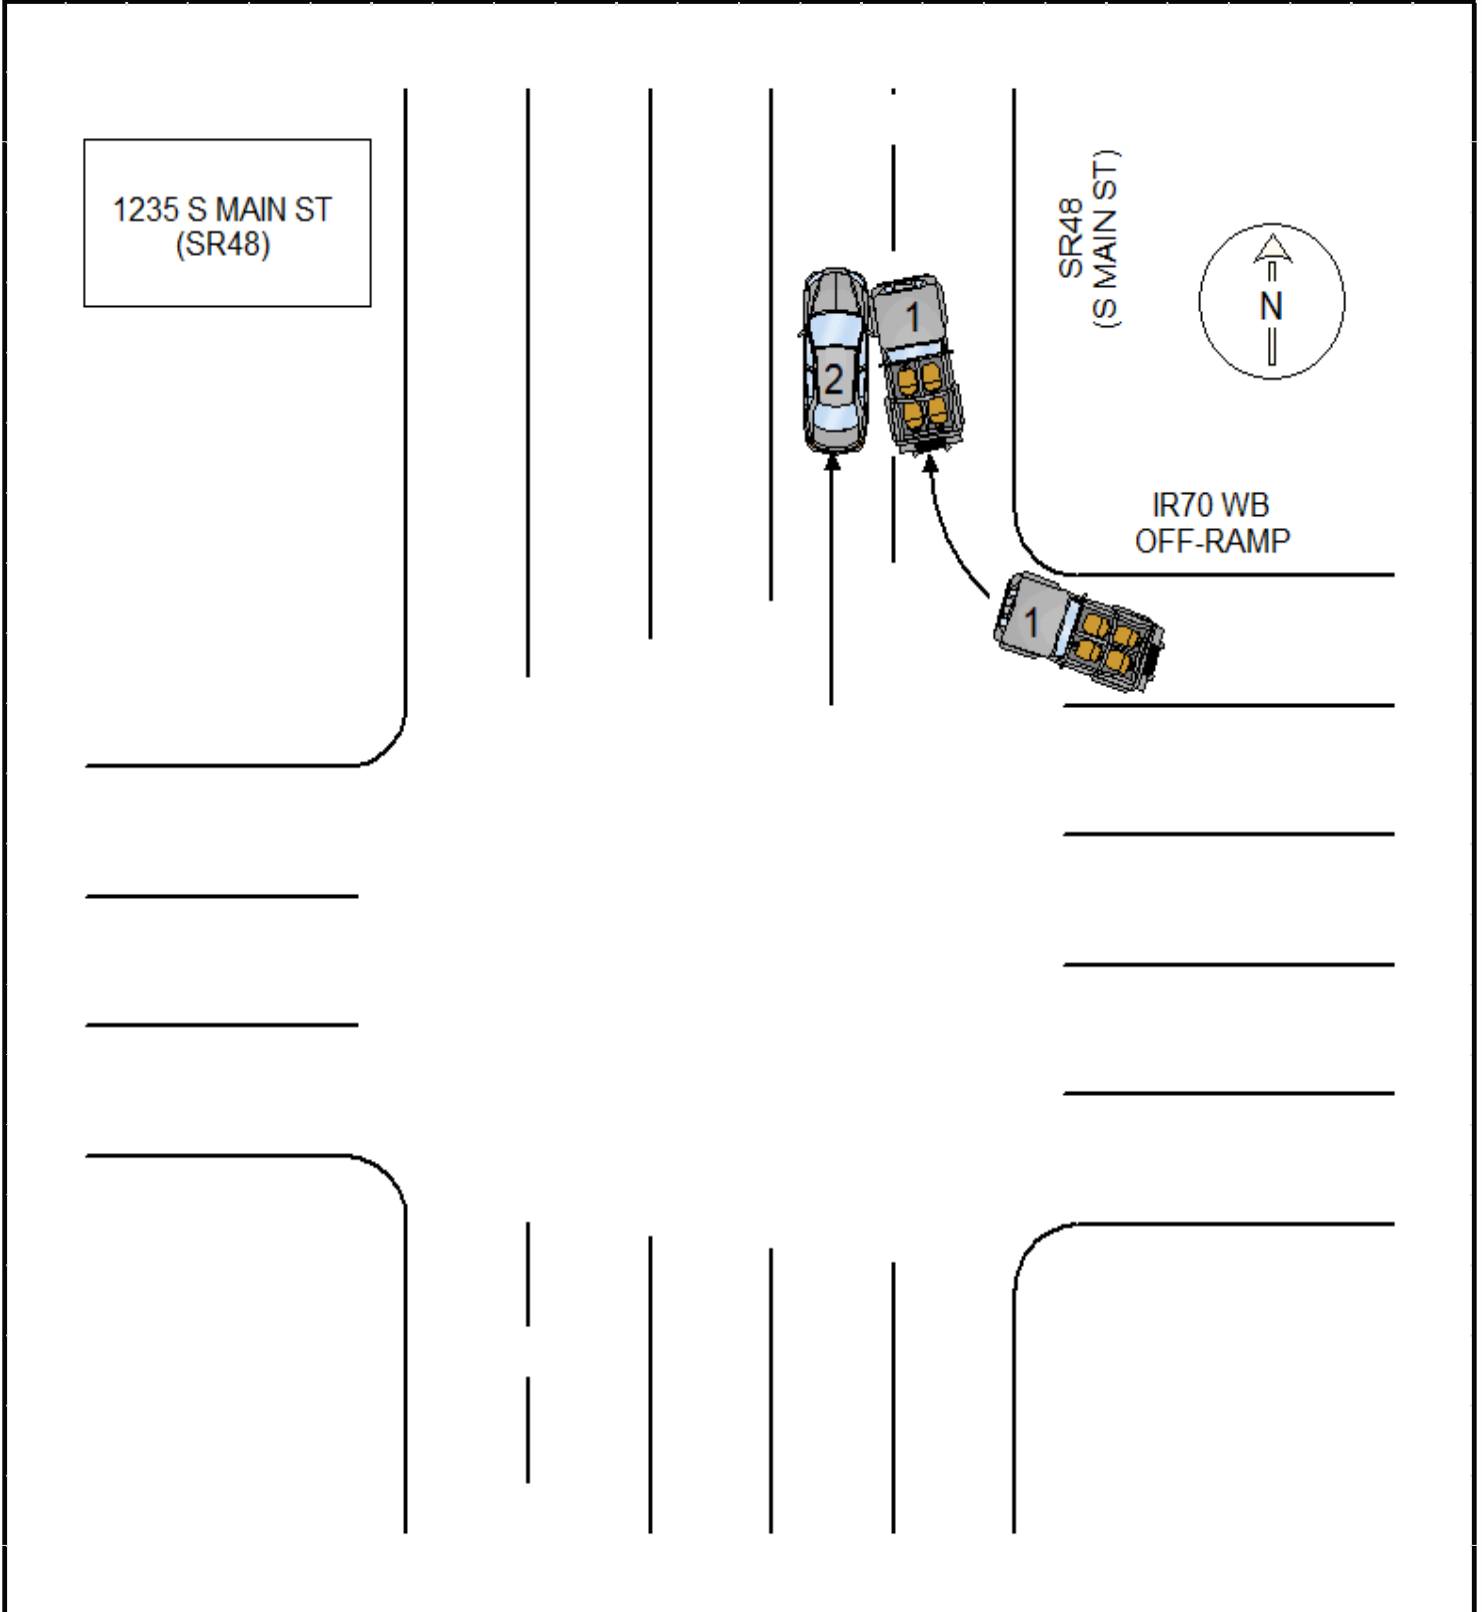 1235 S MAIN ST
(SR48)
SR48
(S MAIN ST)
N
1
2
IR70 WB
OFF-RAMP
1